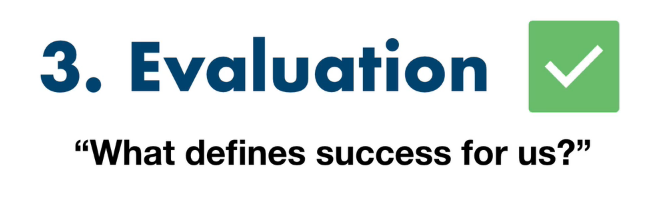 3. Evaluation
“What defines success for us?”